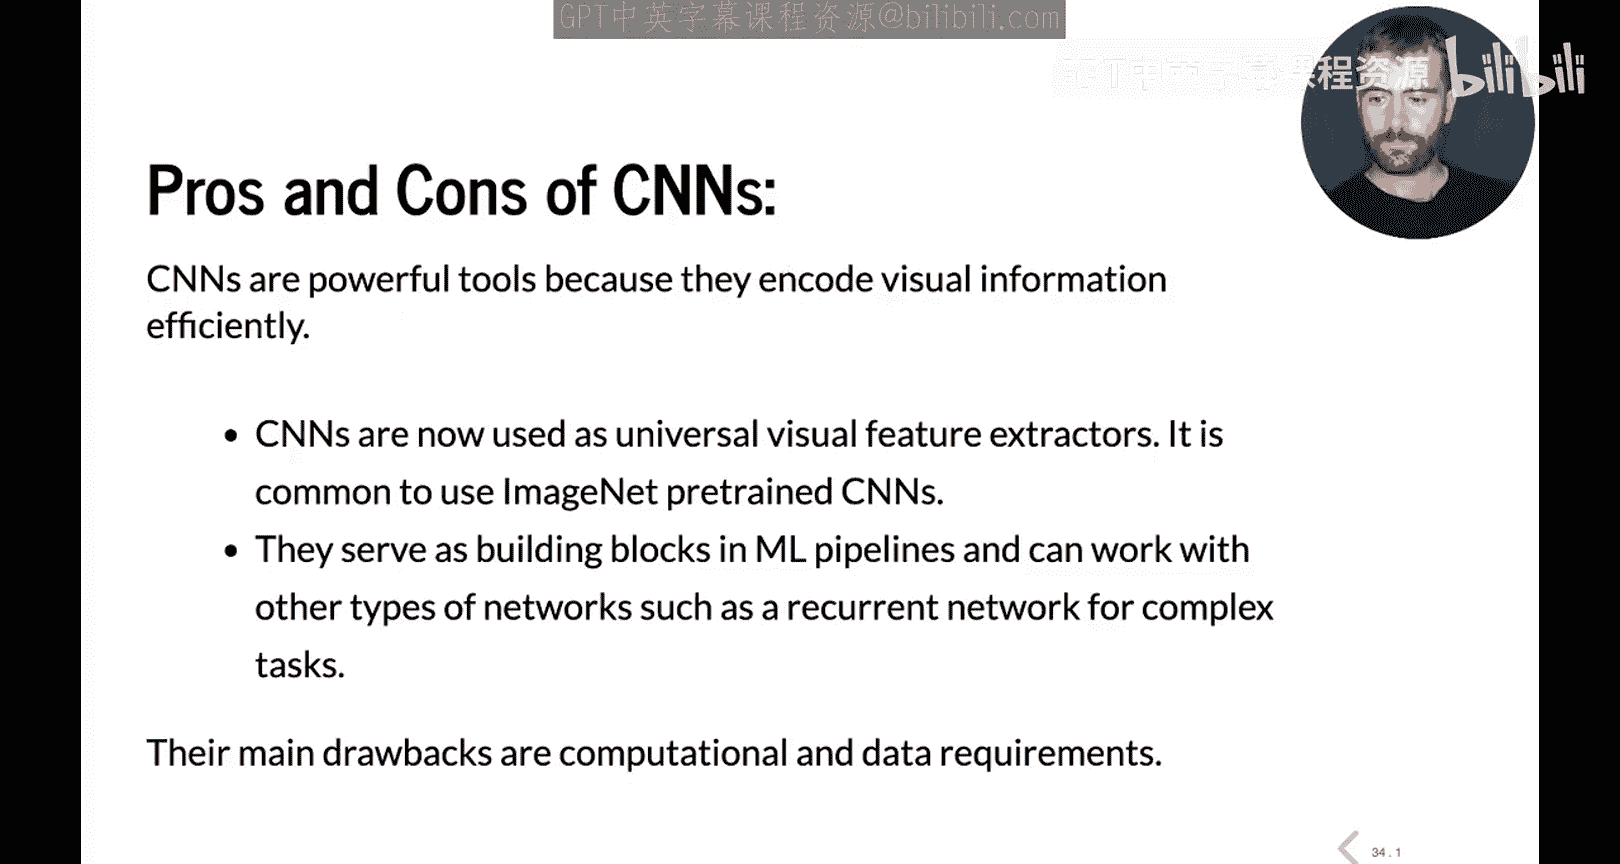 GPT中英字幕课程资源@bilibili.com
程资源 bilibili
Pros and Cons of CNNs:
CNNs are powerful tools because they encode visual information
efficiently.
• CNNs are now used as universal visual feature extractors. It is
common to use ImageNet pretrained CNNs.
• They serve as building blocks in ML pipelines and can work with
other types of networks such as a recurrent network for complex
tasks.
Their main drawbacks are computational and data requirements.
34.1